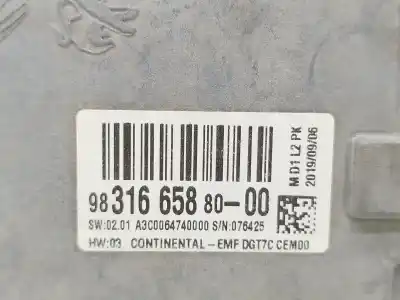 98 316 658 80-00
SW:02.01 A3C0064740000 S/N:076425
HW:03 CONTINENTAL-EMF DGT7C CEM00
MD1L2 PK
2019/09/06